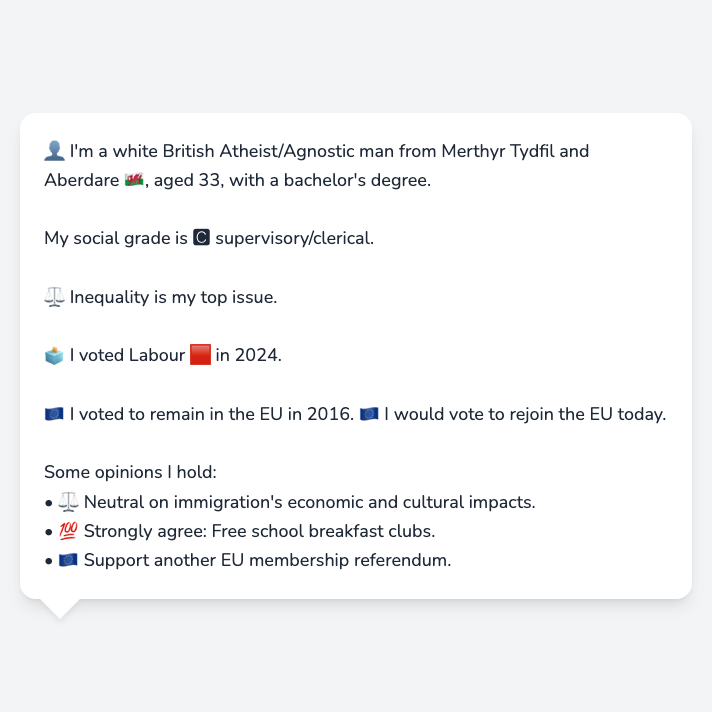 👤 I'm a white British Atheist/Agnostic man from Merthyr Tydfil and
Aberdare 🏴󠁧󠁢󠁷󠁬󠁳󠁿, aged 33, with a bachelor's degree.
My social grade is 🅲 supervisory/clerical.
⚖️ Inequality is my top issue.
🗳️ I voted Labour 🟥 in 2024.
🇪🇺 I voted to remain in the EU in 2016. 🇪🇺 I would vote to rejoin the EU today.
Some opinions I hold:
• ⚖️ Neutral on immigration's economic and cultural impacts.
• 💯 Strongly agree: Free school breakfast clubs.
• 🇪🇺 Support another EU membership referendum.